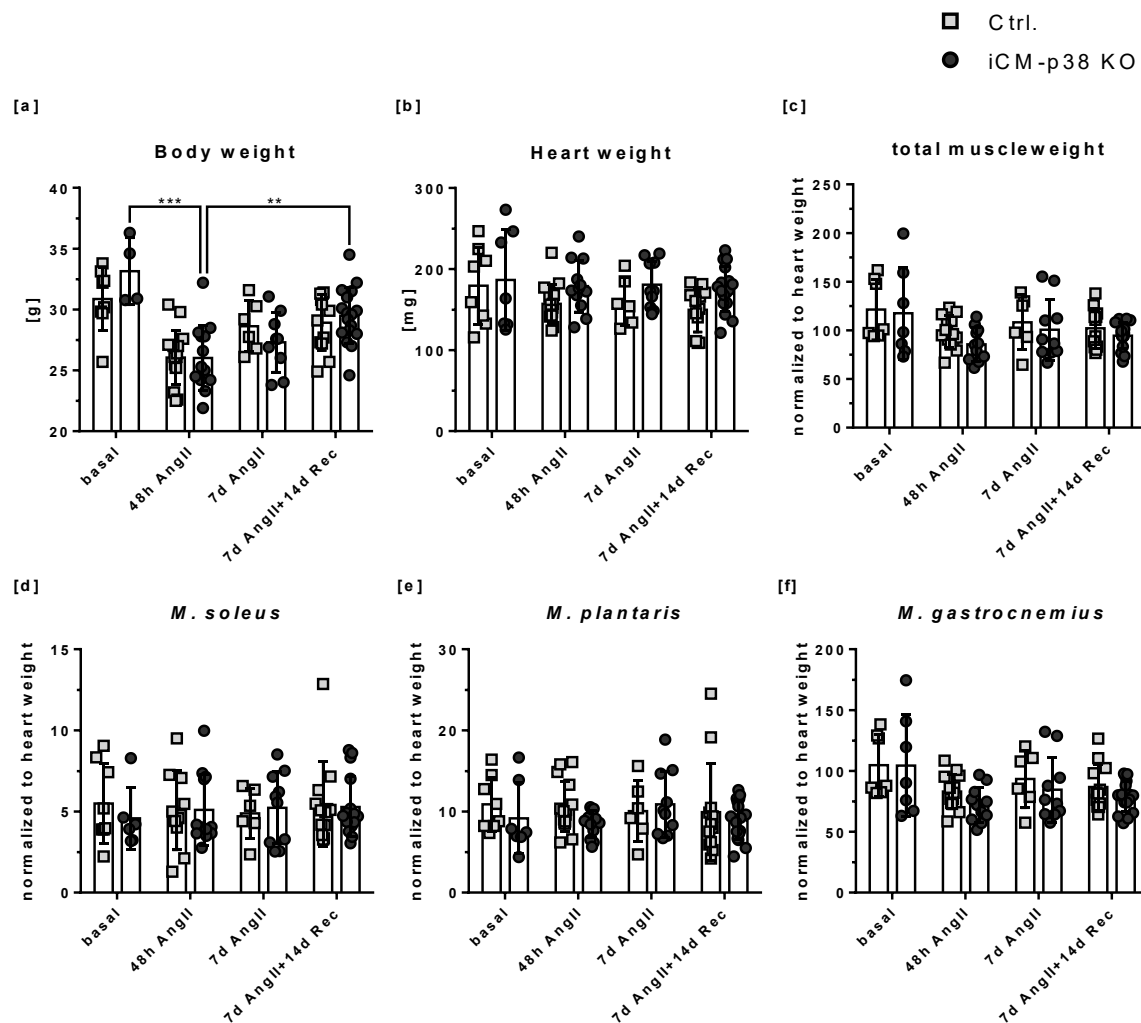 Ctrl.
iCM-p38 KO
[a]
[b]
[c]
Body weight
Heart weight
total muscleweight
[g]
40
35
30
25
20
***
**
basal
48h AngII
7d AngII
7d AngII+14d Rec
[mg]
300
200
100
0
basal
48h AngII
7d AngII
7d AngII+14d Rec
normalized to heart weight
250
200
150
100
50
0
basal
48h AngII
7d AngII
7d AngII+14d Rec
[d]
[e]
[f]
M. soleus
M. plantaris
M. gastrocnemius
normalized to heart weight
15
10
5
0
basal
48h AngII
7d AngII
7d AngII+14d Rec
normalized to heart weight
30
20
10
0
basal
48h AngII
7d AngII
7d AngII+14d Rec
normalized to heart weight
200
150
100
50
0
basal
48h AngII
7d AngII
7d AngII+14d Rec